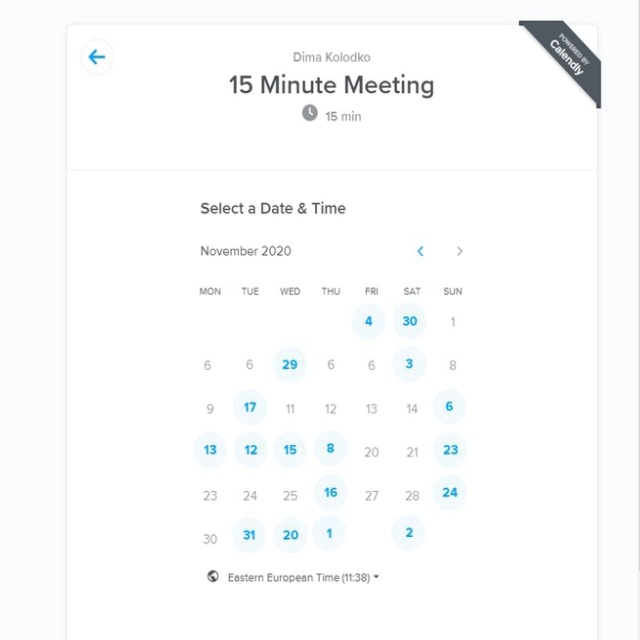 POWERED BY
Calendly
Dima Kolodko
15 Minute Meeting
15 min
Select a Date & Time
November 2020
MON TUE WED THU FRI SAT SUN
4 30 1
6 6 29 6 6 3 8
9 17 11 12 13 14 6
13 12 15 8 20 21 23
23 24 25 16 27 28 24
30 31 20 1 2
Eastern European Time (11:38)